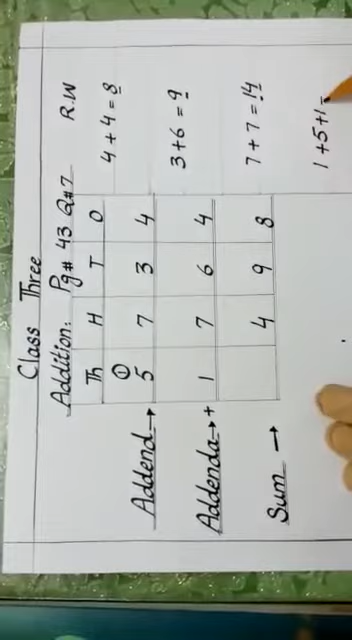 Class Three
Addition: Pg# 43 Q#7 R.W
Th H T O
4 + 4 = 8
①
Addend → 5 7 3 4
3 + 6 = 9
Addenda → + 1 7 6 4
7 + 7 = 14
Sum → 4 9 8
1 + 5 + 1